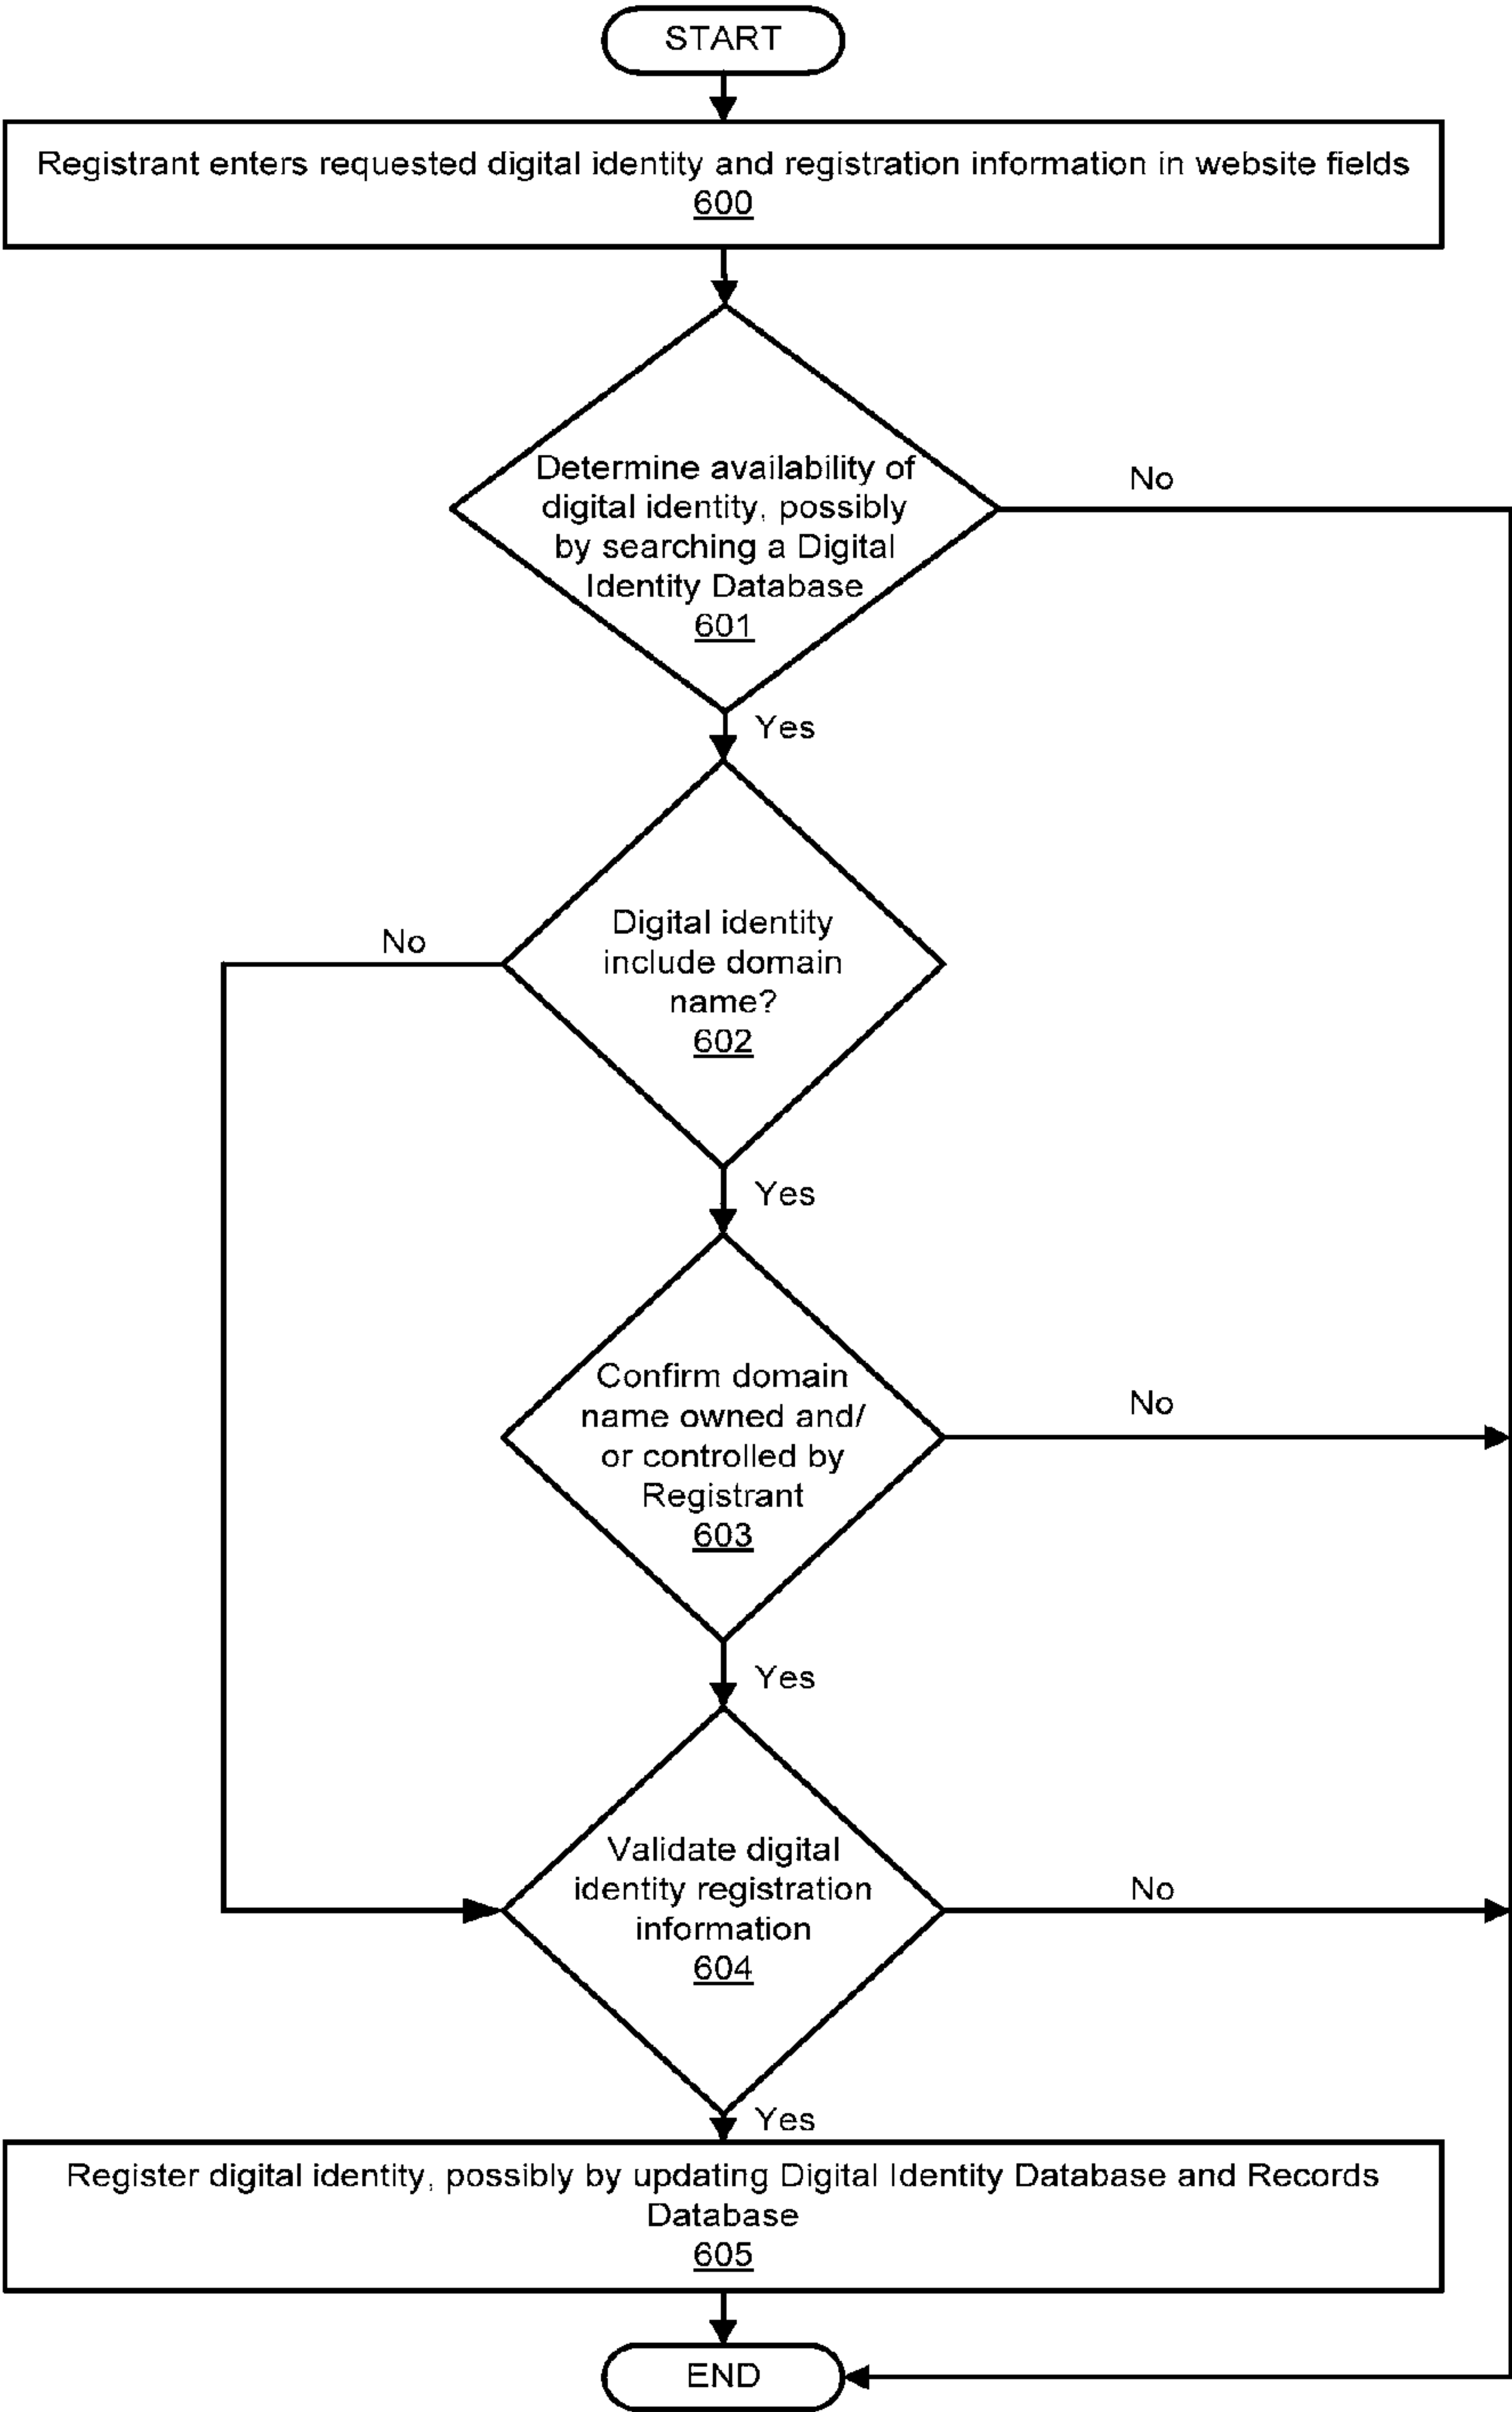 START
Registrant enters requested digital identity and registration information in website fields
600
Determine availability of
digital identity, possibly
by searching a Digital
Identity Database
601
No
Yes
Digital identity
include domain
name?
602
No
Yes
Confirm domain
name owned and/
or controlled by
Registrant
603
No
Yes
Validate digital
identity registration
information
604
No
Yes
Register digital identity, possibly by updating Digital Identity Database and Records
Database
605
END